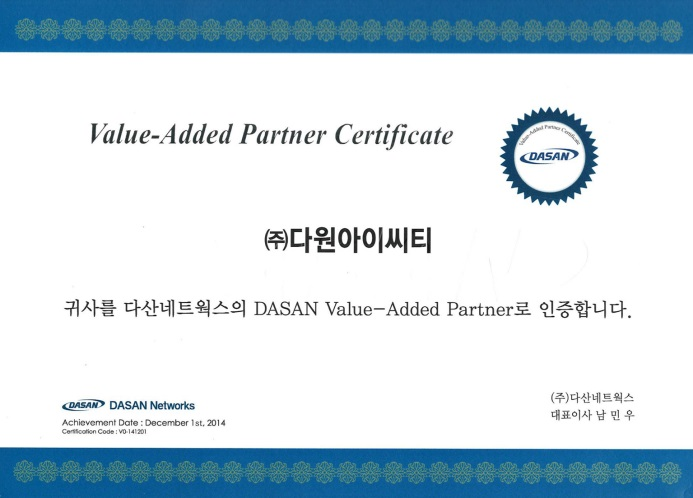 Value-Added Partner Certificate
Value-Added Partner Certificate
DASAN
㈜다원아이씨티
귀사를 다산네트웍스의 DASAN Value-Added Partner로 인증합니다.
DASAN DASAN Networks
Achievement Date : December 1st, 2014
Certification Code : V0-141201
(주)다산네트웍스
대표이사 남 민 우